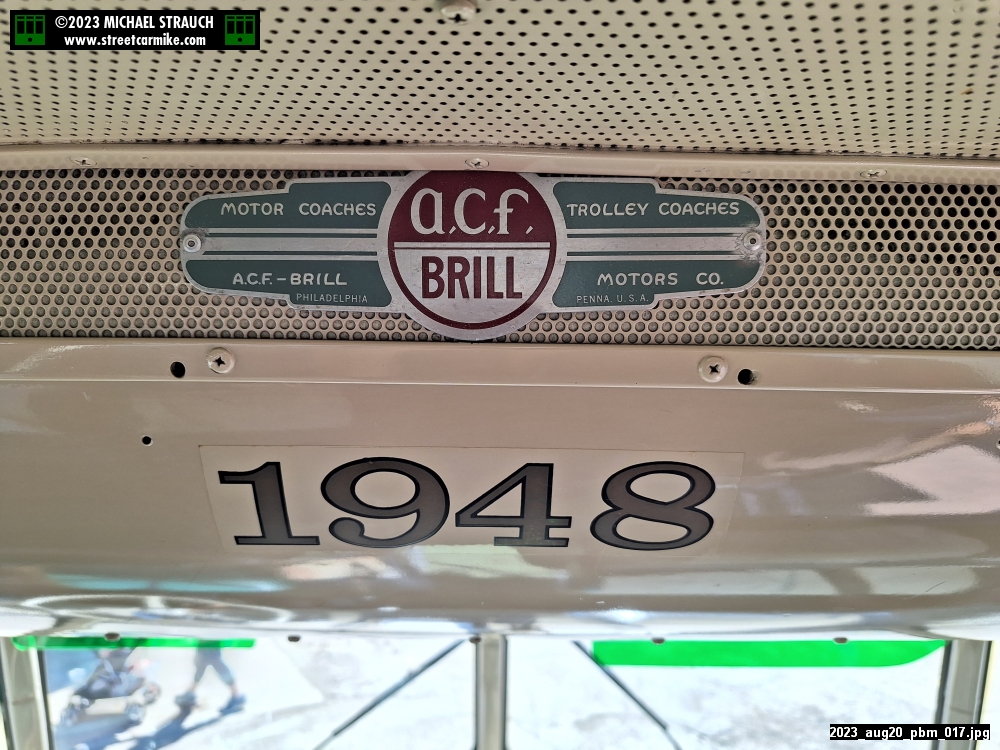 ©2023 MICHAEL STRAUCH
www.streetcarmike.com
MOTOR COACHES
a.c.f.
TROLLEY COACHES
A.C.F.-BRILL
BRILL
MOTORS CO.
PHILADELPHIA
PENNA. U.S.A.
1948
2023_aug20_pbm_017.jpg